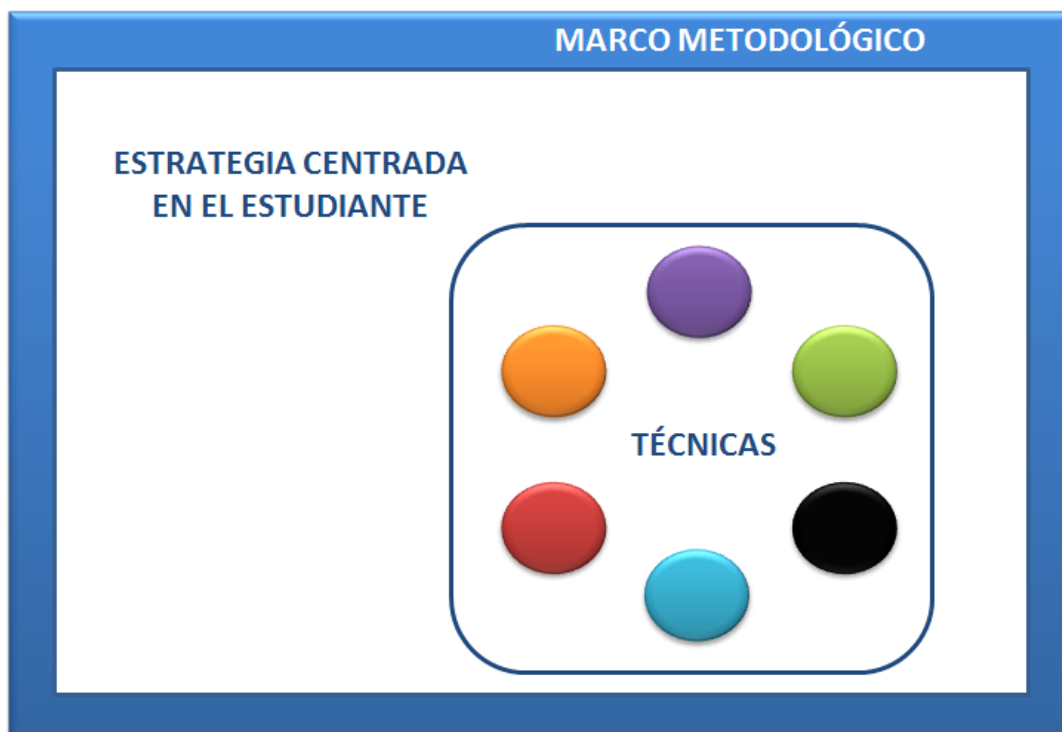 MARCO METODOLÓGICO
ESTRATEGIA CENTRADA
EN EL ESTUDIANTE
TÉCNICAS